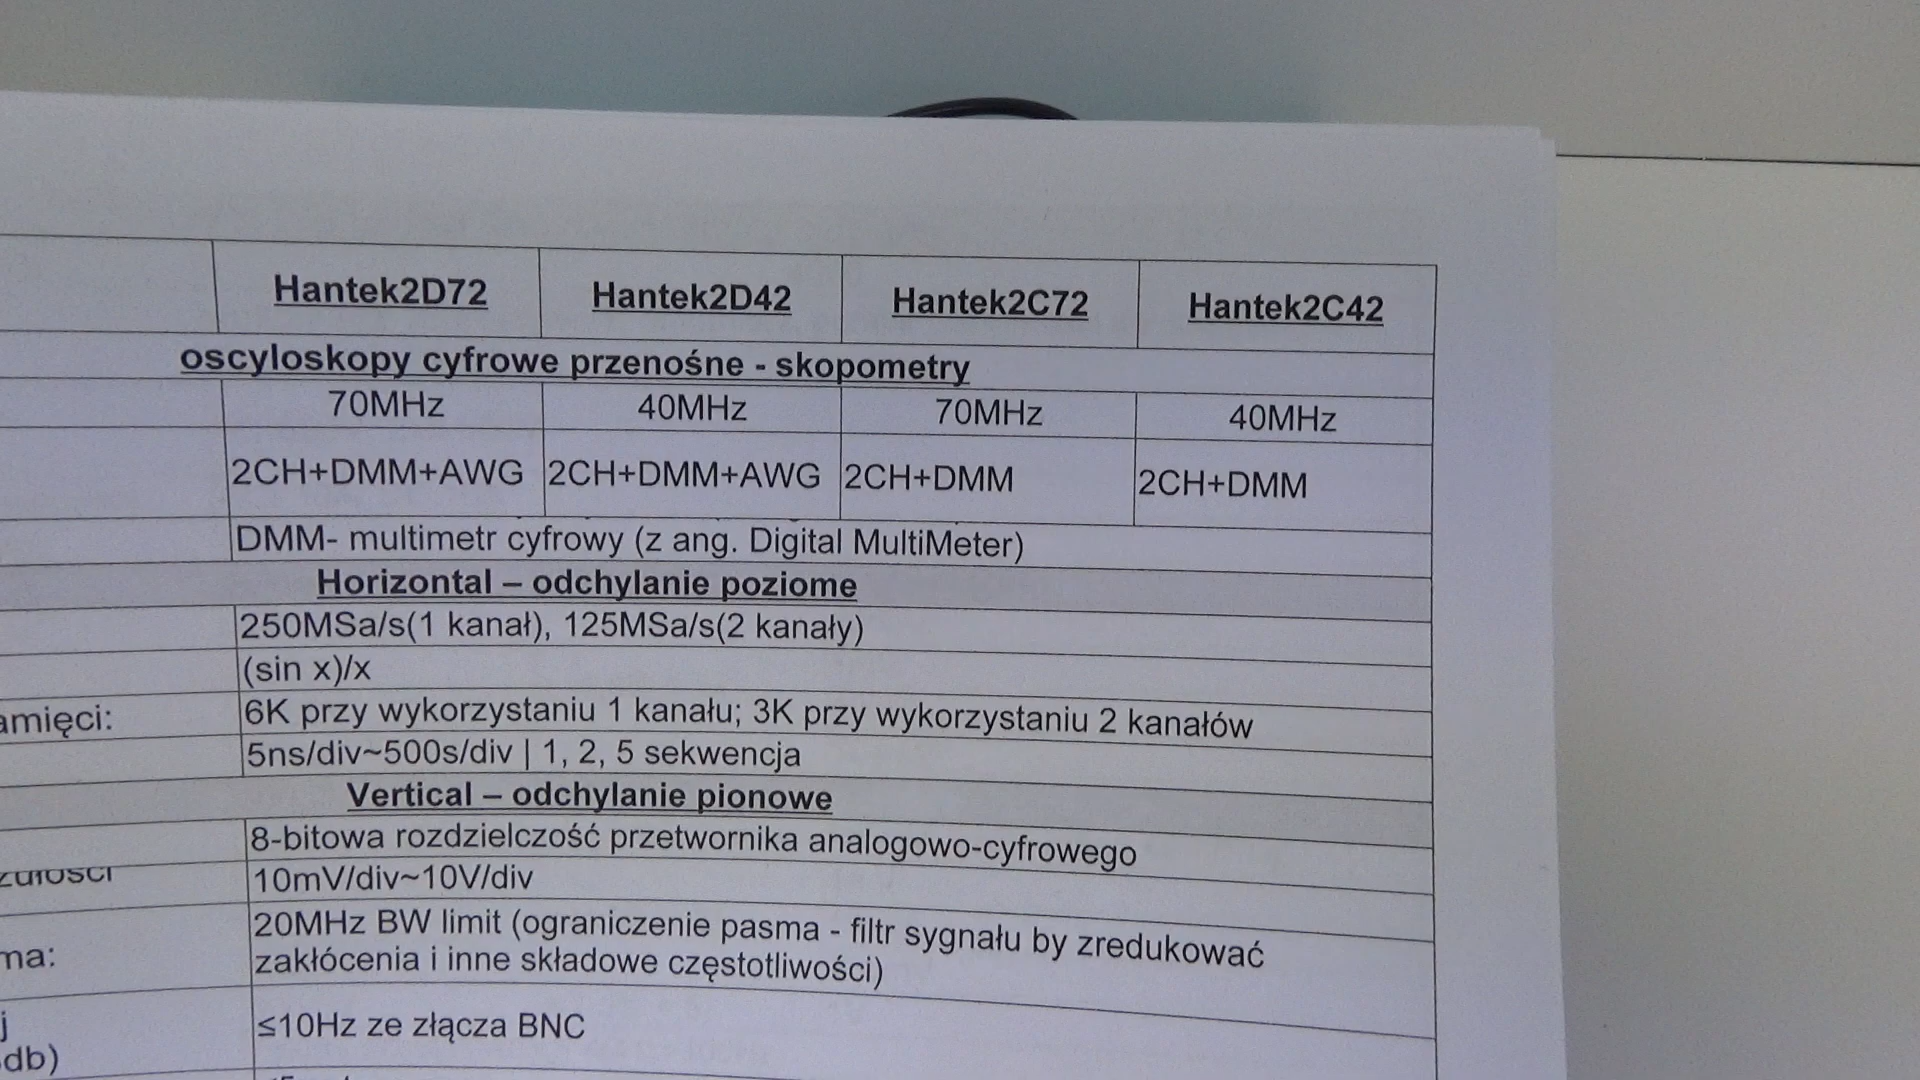 Hantek2D72 Hantek2D42 Hantek2C72 Hantek2C42
oscyloskopy cyfrowe przenośne - skopometry
70MHz 40MHz 70MHz 40MHz
2CH+DMM+AWG 2CH+DMM+AWG 2CH+DMM 2CH+DMM
DMM- multimetr cyfrowy (z ang. Digital MultiMeter)
Horizontal – odchylanie poziome
250MSa/s(1 kanał), 125MSa/s(2 kanały)
(sin x)/x
amięci: 6K przy wykorzystaniu 1 kanału; 3K przy wykorzystaniu 2 kanałów
5ns/div~500s/div | 1, 2, 5 sekwencja
Vertical – odchylanie pionowe
8-bitowa rozdzielczość przetwornika analogowo-cyfrowego
10mV/div~10V/div
20MHz BW limit (ograniczenie pasma - filtr sygnału by zredukować
ma: zakłócenia i inne składowe częstotliwości)
j ≤10Hz ze złącza BNC
db)